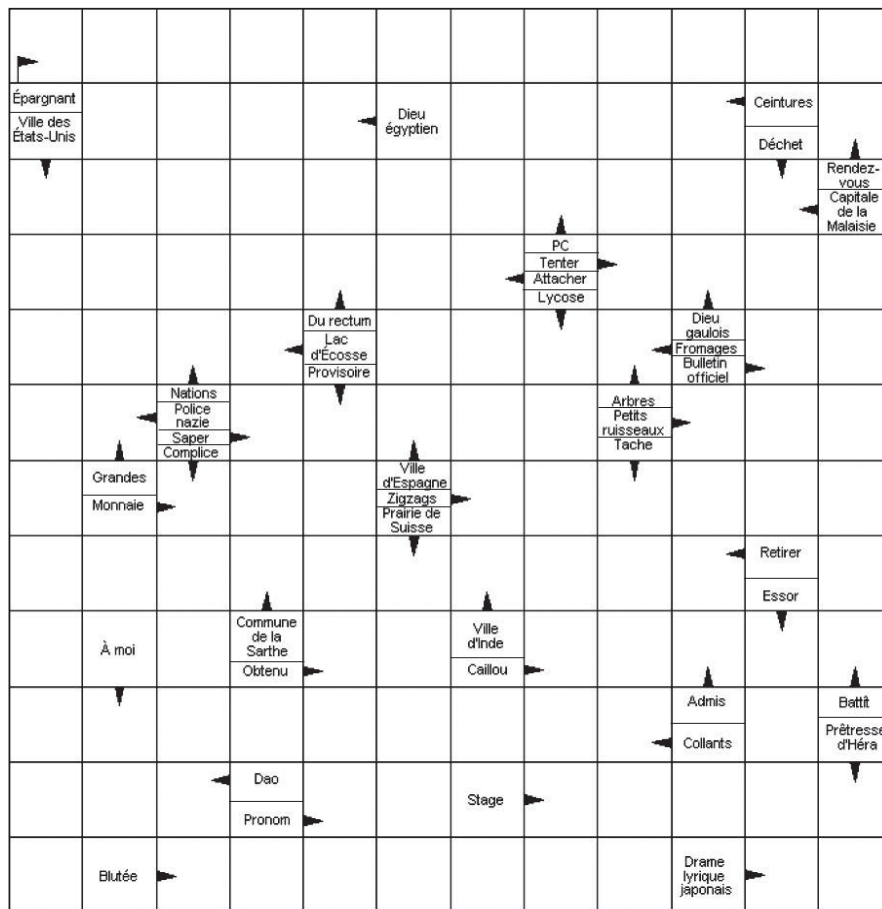 Épargnant
Ville des
États-Unis
Dieu
égyptien
Ceintures
Déchet
Rendez-
vous
Capitale
de la
Malaisie
PC
Tenter
Attacher
Lycose
Du rectum
Lac
d'Écosse
Provisoire
Dieu
gaulois
Fromages
Bulletin
officiel
Nations
Police
nazie
Saper
Complice
Arbres
Petits
ruisseaux
Tache
Grandes
Monnaie
Ville
d'Espagne
Zigzags
Prairie de
Suisse
Retirer
Essor
À moi
Commune
de la
Sarthe
Obtenu
Ville
d'Inde
Caillou
Admis
Collants
Battît
Prêtresse
d'Héra
Dao
Pronom
Stage
Blutée
Drame
lyrique
japonais